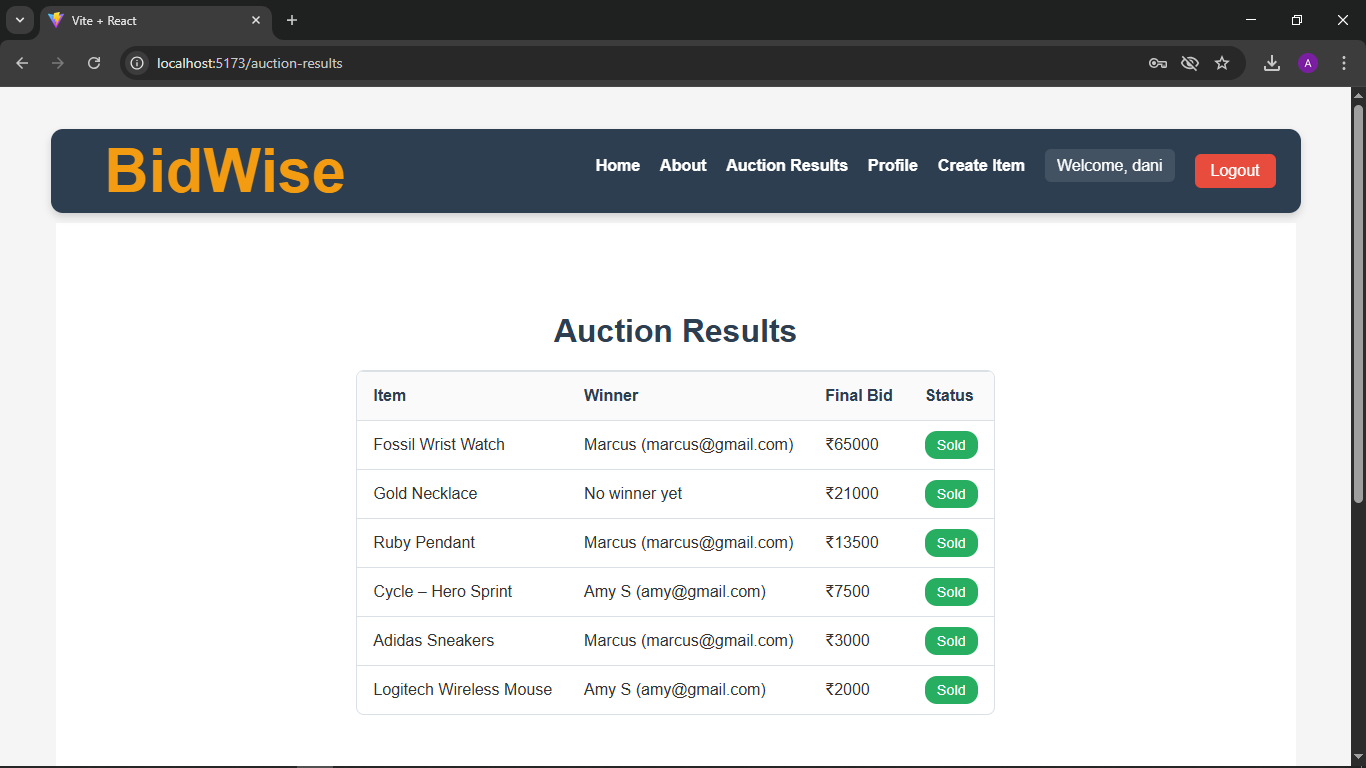 Vite + React
localhost:5173/auction-results
A
BidWise
Home About Auction Results Profile Create Item Welcome, dani Logout
Auction Results
Item Winner Final Bid Status
Fossil Wrist Watch Marcus (marcus@gmail.com) ₹65000 Sold
Gold Necklace No winner yet ₹21000 Sold
Ruby Pendant Marcus (marcus@gmail.com) ₹13500 Sold
Cycle – Hero Sprint Amy S (amy@gmail.com) ₹7500 Sold
Adidas Sneakers Marcus (marcus@gmail.com) ₹3000 Sold
Logitech Wireless Mouse Amy S (amy@gmail.com) ₹2000 Sold